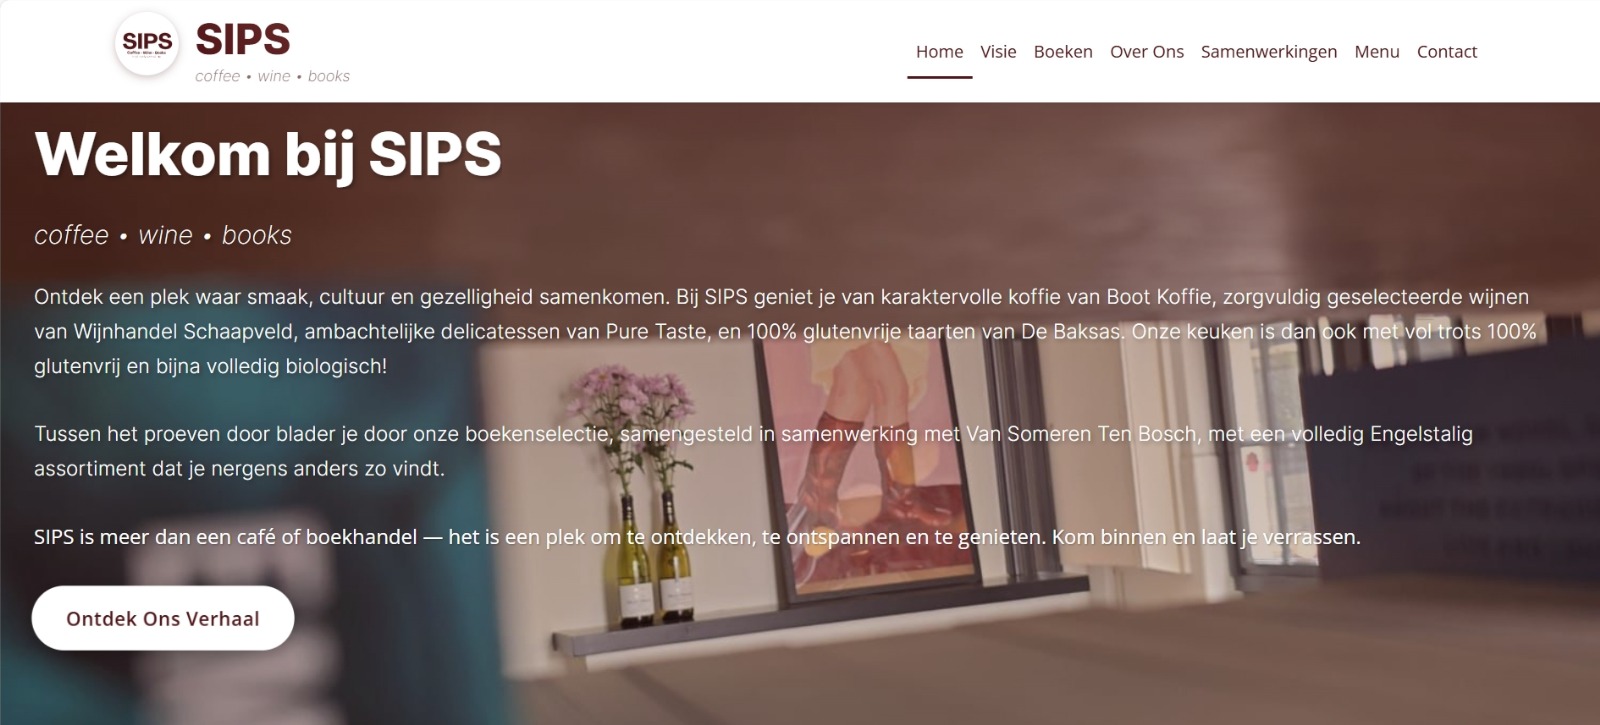 SIPS
coffee • wine • books
SIPS
coffee • wine • books
Home Visie Boeken Over Ons Samenwerkingen Menu Contact
Welkom bij SIPS
coffee • wine • books
Ontdek een plek waar smaak, cultuur en gezelligheid samenkomen. Bij SIPS geniet je van karaktervolle koffie van Boot Koffie, zorgvuldig geselecteerde wijnen
van Wijnhandel Schaapveld, ambachtelijke delicatessen van Pure Taste, en 100% glutenvrije taarten van De Baksas. Onze keuken is dan ook met vol trots 100%
glutenvrij en bijna volledig biologisch!
Tussen het proeven door blader je door onze boekenselectie, samengesteld in samenwerking met Van Someren Ten Bosch, met een volledig Engelstalig
assortiment dat je nergens anders zo vindt.
SIPS is meer dan een café of boekhandel — het is een plek om te ontdekken, te ontspannen en te genieten. Kom binnen en laat je verrassen.
Ontdek Ons Verhaal